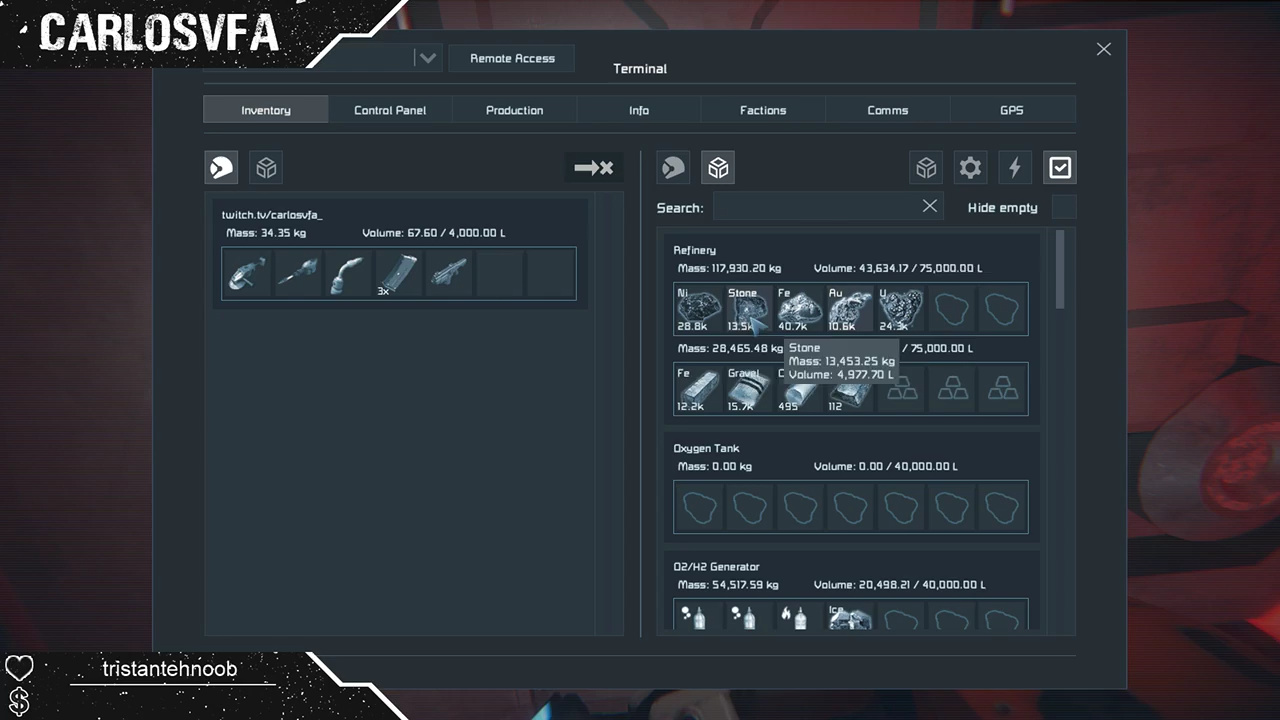 CARLOSVFA
Remote Access
Terminal
Inventory
Control Panel
Production
Info
Factions
Comms
GPS
twitch.tv/carlosvfa_
Mass: 34.35 kg
Volume: 67.60 / 4,000.00 L
3x
Search:
Hide empty
Refinery
Mass: 117,930.20 kg
Volume: 43,634.17 / 75,000.00 L
Ni
Stone
Fe
Au
U
28.8k
13.5k
40.7k
10.6k
24.3k
Mass: 28,465.48 kg
/ 75,000.00 L
Stone
Mass: 13,453.25 kg
Volume: 4,977.70 L
Fe
Gravel
12.2k
15.7k
495
112
Oxygen Tank
Mass: 0.00 kg
Volume: 0.00 / 40,000.00 L
O2/H2 Generator
Mass: 54,517.59 kg
Volume: 20,498.21 / 40,000.00 L
Ice
tristantehnoob
$